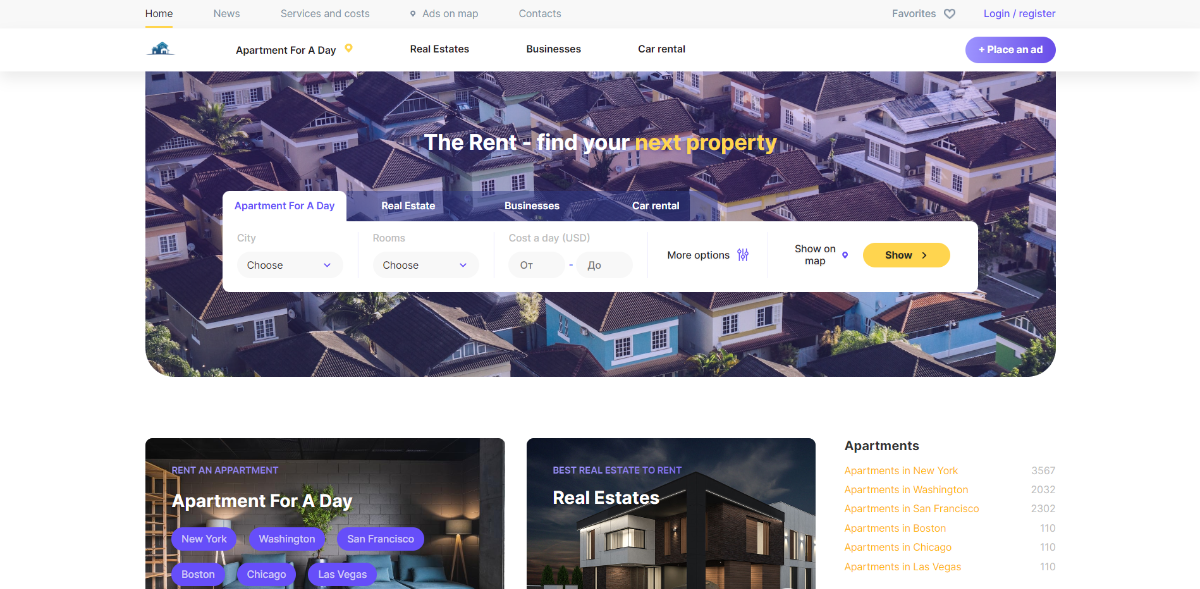 Home News Services and costs Ads on map Contacts Favorites Login / register
Apartment For A Day Real Estates Businesses Car rental + Place an ad
The Rent - find your next property
Apartment For A Day Real Estate Businesses Car rental
City Rooms Cost a day (USD)
Choose Choose От - До More options Show on map Show
RENT AN APPARTMENT
Apartment For A Day
New York Washington San Francisco
Boston Chicago Las Vegas
BEST REAL ESTATE TO RENT
Real Estates
Apartments
Apartments in New York 3567
Apartments in Washington 2032
Apartments in San Francisco 2302
Apartments in Boston 110
Apartments in Chicago 110
Apartments in Las Vegas 110